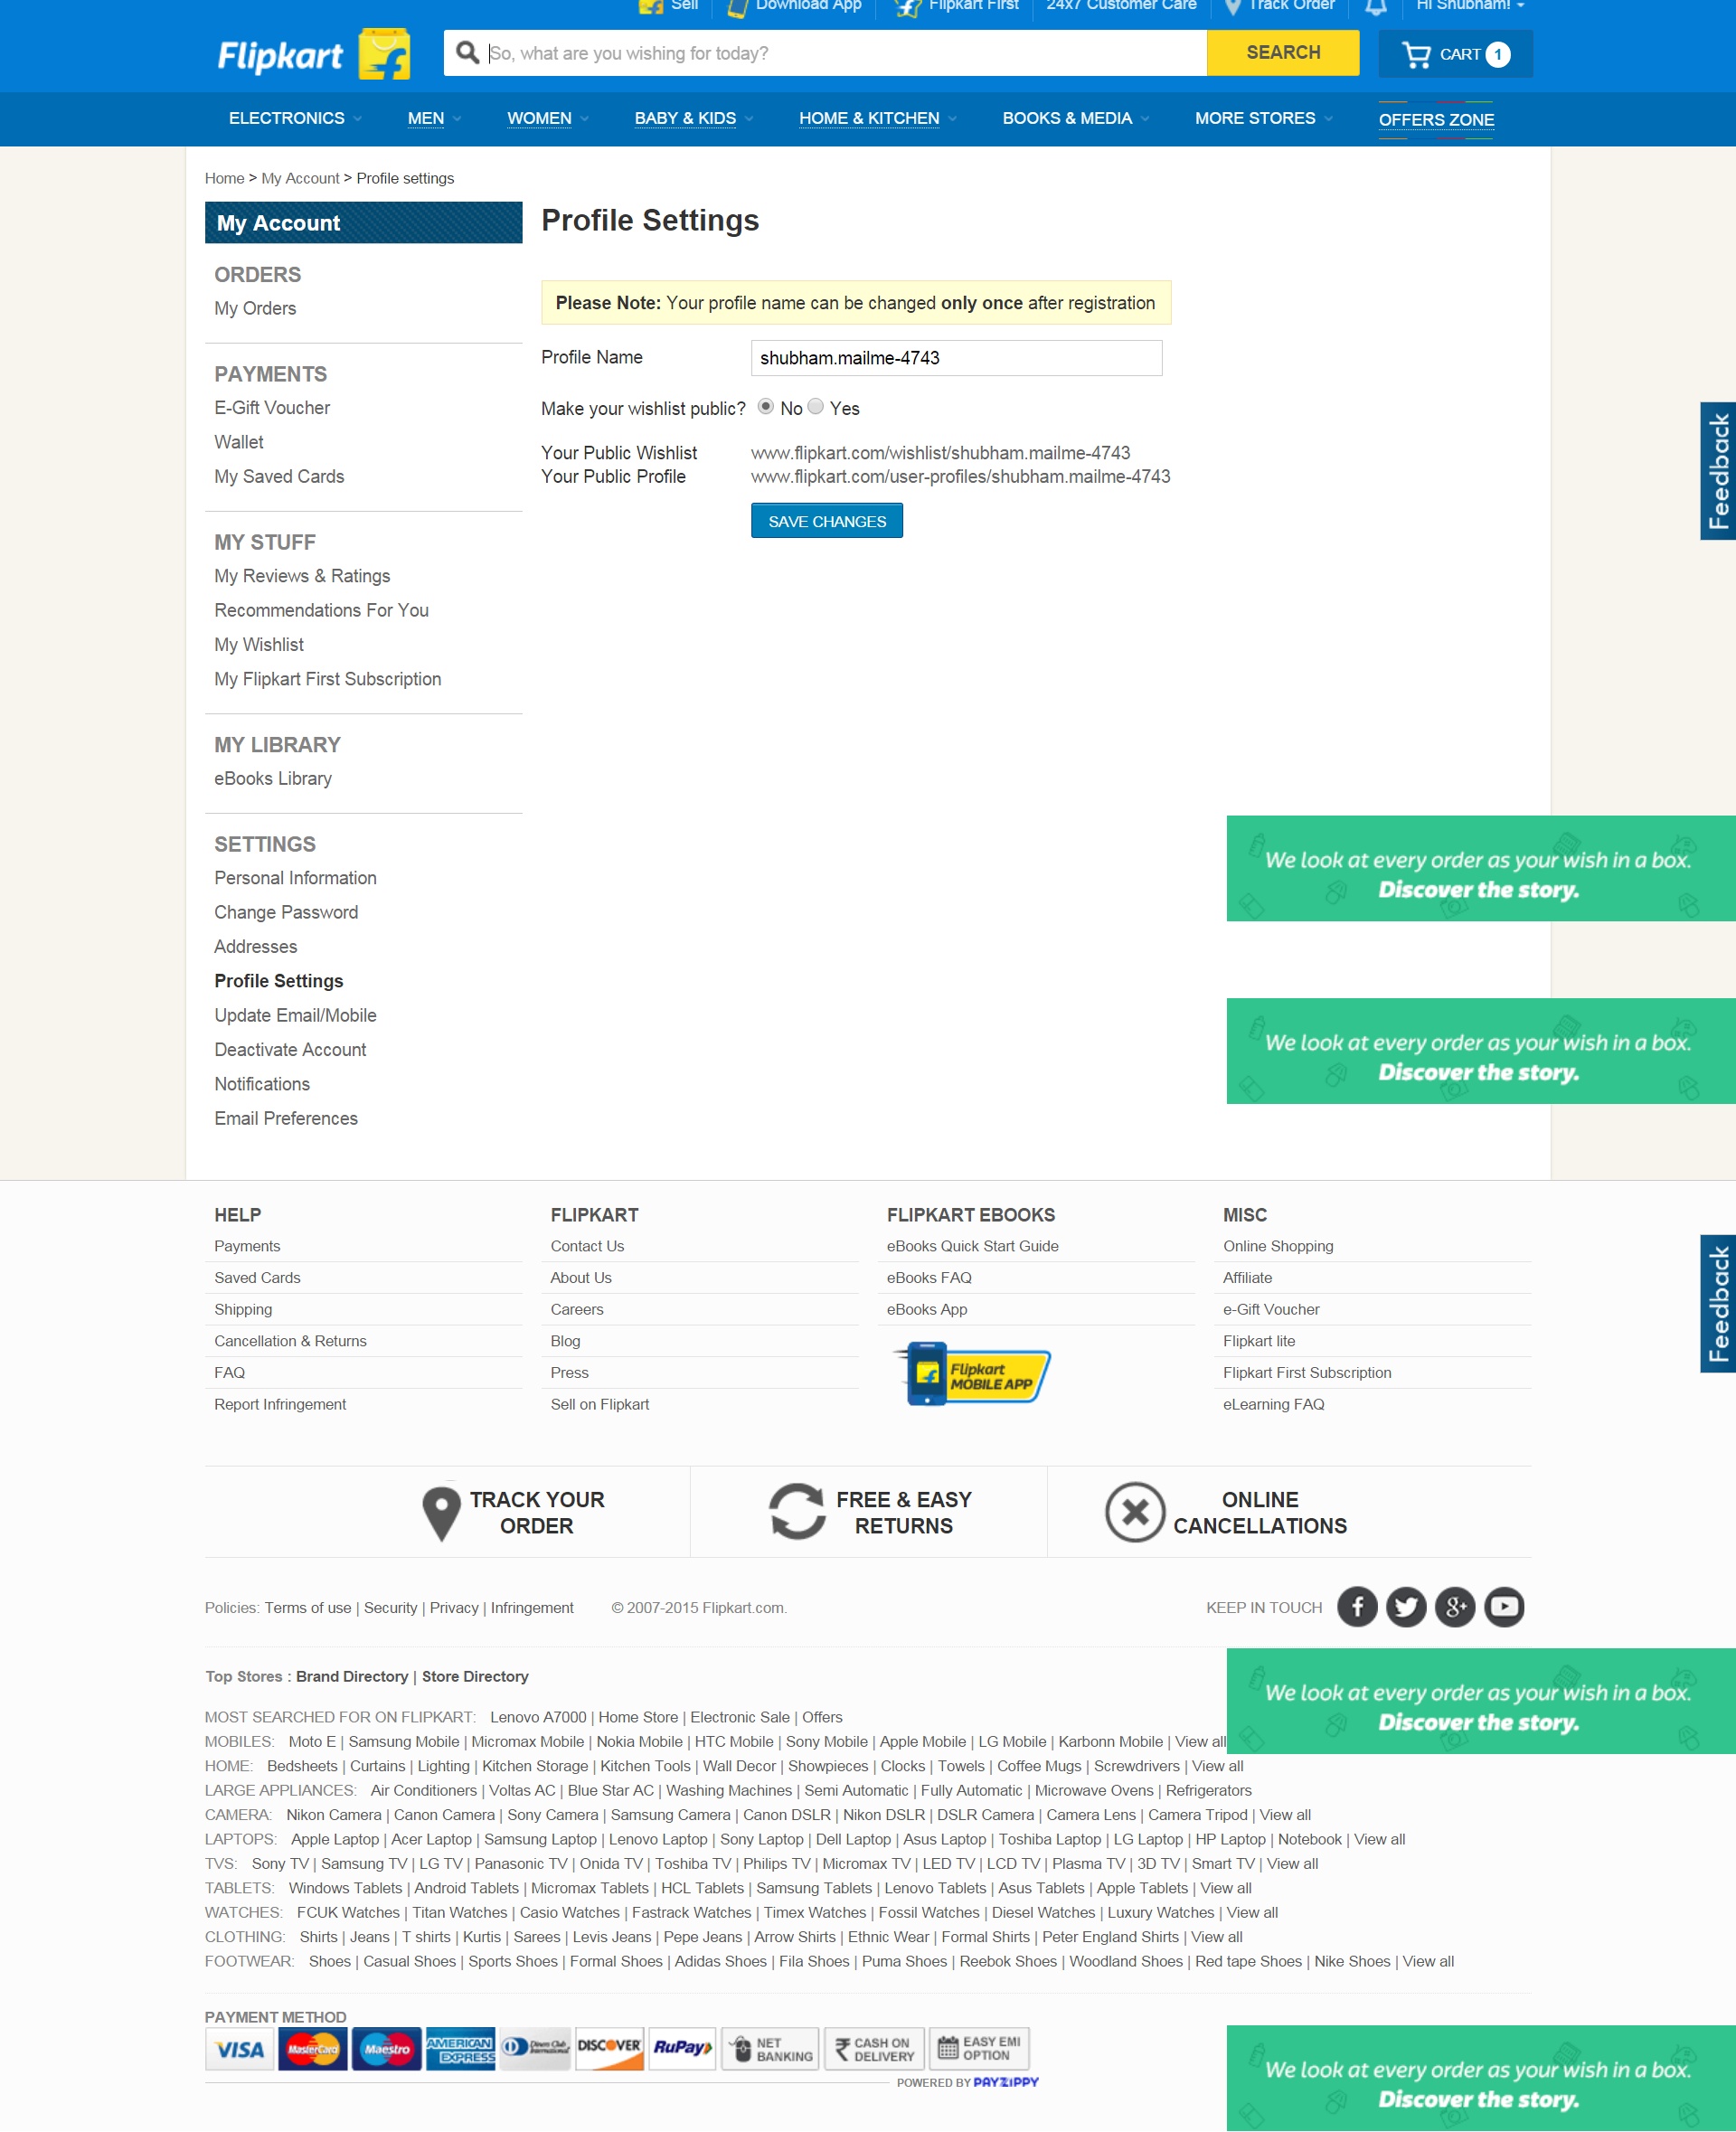 Sell Download App Flipkart First 24x7 Customer Care Track Order Hi Shubham!
Flipkart
So, what are you wishing for today?
SEARCH
CART 1
ELECTRONICS MEN WOMEN BABY & KIDS HOME & KITCHEN BOOKS & MEDIA MORE STORES OFFERS ZONE
Home > My Account > Profile settings
My Account
ORDERS
My Orders
PAYMENTS
E-Gift Voucher
Wallet
My Saved Cards
MY STUFF
My Reviews & Ratings
Recommendations For You
My Wishlist
My Flipkart First Subscription
MY LIBRARY
eBooks Library
SETTINGS
Personal Information
Change Password
Addresses
Profile Settings
Update Email/Mobile
Deactivate Account
Notifications
Email Preferences
Profile Settings
Please Note: Your profile name can be changed only once after registration
Profile Name shubham.mailme-4743
Make your wishlist public? No Yes
Your Public Wishlist www.flipkart.com/wishlist/shubham.mailme-4743
Your Public Profile www.flipkart.com/user-profiles/shubham.mailme-4743
SAVE CHANGES
Feedback
We look at every order as your wish in a box.
Discover the story.
We look at every order as your wish in a box.
Discover the story.
HELP
Payments
Saved Cards
Shipping
Cancellation & Returns
FAQ
Report Infringement
FLIPKART
Contact Us
About Us
Careers
Blog
Press
Sell on Flipkart
FLIPKART EBOOKS
eBooks Quick Start Guide
eBooks FAQ
eBooks App
Flipkart
MOBILE APP
MISC
Online Shopping
Affiliate
e-Gift Voucher
Flipkart lite
Flipkart First Subscription
eLearning FAQ
Feedback
TRACK YOUR
ORDER
FREE & EASY
RETURNS
ONLINE
CANCELLATIONS
Policies: Terms of use | Security | Privacy | Infringement © 2007-2015 Flipkart.com.
KEEP IN TOUCH
Top Stores : Brand Directory | Store Directory
We look at every order as your wish in a box.
Discover the story.
MOST SEARCHED FOR ON FLIPKART: Lenovo A7000 | Home Store | Electronic Sale | Offers
MOBILES: Moto E | Samsung Mobile | Micromax Mobile | Nokia Mobile | HTC Mobile | Sony Mobile | Apple Mobile | LG Mobile | Karbonn Mobile | View all
HOME: Bedsheets | Curtains | Lighting | Kitchen Storage | Kitchen Tools | Wall Decor | Showpieces | Clocks | Towels | Coffee Mugs | Screwdrivers | View all
LARGE APPLIANCES: Air Conditioners | Voltas AC | Blue Star AC | Washing Machines | Semi Automatic | Fully Automatic | Microwave Ovens | Refrigerators
CAMERA: Nikon Camera | Canon Camera | Sony Camera | Samsung Camera | Canon DSLR | Nikon DSLR | DSLR Camera | Camera Lens | Camera Tripod | View all
LAPTOPS: Apple Laptop | Acer Laptop | Samsung Laptop | Lenovo Laptop | Sony Laptop | Dell Laptop | Asus Laptop | Toshiba Laptop | LG Laptop | HP Laptop | Notebook | View all
TVS: Sony TV | Samsung TV | LG TV | Panasonic TV | Onida TV | Toshiba TV | Philips TV | Micromax TV | LED TV | LCD TV | Plasma TV | 3D TV | Smart TV | View all
TABLETS: Windows Tablets | Android Tablets | Micromax Tablets | HCL Tablets | Samsung Tablets | Lenovo Tablets | Asus Tablets | Apple Tablets | View all
WATCHES: FCUK Watches | Titan Watches | Casio Watches | Fastrack Watches | Timex Watches | Fossil Watches | Diesel Watches | Luxury Watches | View all
CLOTHING: Shirts | Jeans | T shirts | Kurtis | Sarees | Levis Jeans | Pepe Jeans | Arrow Shirts | Ethnic Wear | Formal Shirts | Peter England Shirts | View all
FOOTWEAR: Shoes | Casual Shoes | Sports Shoes | Formal Shoes | Adidas Shoes | Fila Shoes | Puma Shoes | Reebok Shoes | Woodland Shoes | Red tape Shoes | Nike Shoes | View all
PAYMENT METHOD
VISA MasterCard Maestro AMERICAN EXPRESS Diners Club International DISCOVER RuPay NET BANKING CASH ON DELIVERY EASY EMI OPTION
POWERED BY PAYZIPPY
We look at every order as your wish in a box.
Discover the story.